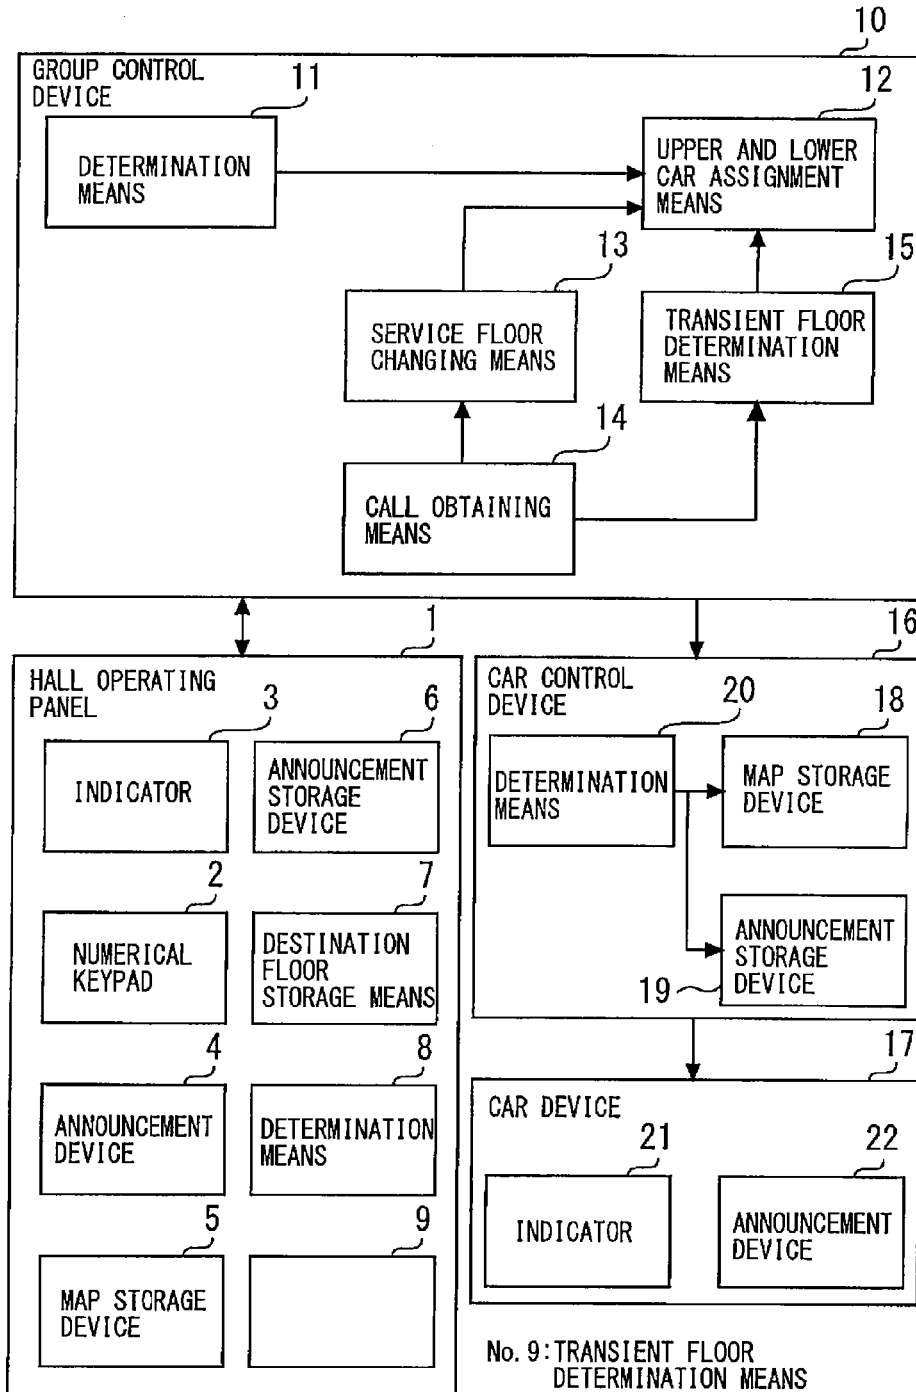 10
GROUP CONTROL
DEVICE
11
12
DETERMINATION
MEANS
UPPER AND LOWER
CAR ASSIGNMENT
MEANS
13
15
SERVICE FLOOR
CHANGING MEANS
TRANSIENT FLOOR
DETERMINATION
MEANS
14
CALL OBTAINING
MEANS
1
HALL OPERATING
PANEL
3
6
INDICATOR
ANNOUNCEMENT
STORAGE
DEVICE
2
7
NUMERICAL
KEYPAD
DESTINATION
FLOOR
STORAGE MEANS
4
8
ANNOUNCEMENT
DEVICE
DETERMINATION
MEANS
5
9
MAP STORAGE
DEVICE
16
CAR CONTROL
DEVICE
20
18
DETERMINATION
MEANS
MAP STORAGE
DEVICE
ANNOUNCEMENT
STORAGE
DEVICE
19
17
CAR DEVICE
21
22
INDICATOR
ANNOUNCEMENT
DEVICE
No. 9:TRANSIENT FLOOR
DETERMINATION MEANS